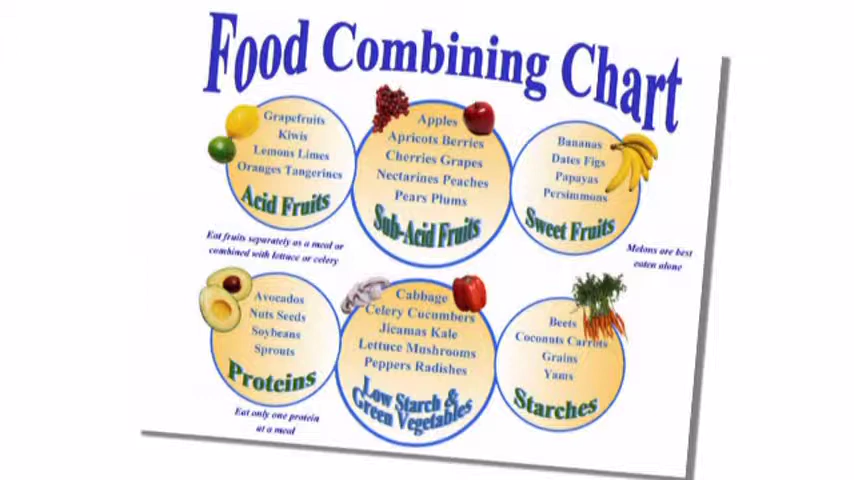 Food Combining Chart
Grapefruits
Kiwis
Lemons Limes
Oranges Tangerines
Acid Fruits
Apples
Apricots Berries
Cherries Grapes
Nectarines Peaches
Pears Plums
Sub-Acid Fruits
Bananas
Dates Figs
Papayas
Persimmons
Sweet Fruits
Eat fruits separately as a meal or
combined with lettuce or celery
Melons are best
eaten alone
Avocados
Nuts Seeds
Soybeans
Sprouts
Proteins
Cabbage
Celery Cucumbers
Jicamas Kale
Lettuce Mushrooms
Peppers Radishes
Low Starch &
Green Vegetables
Beets
Coconuts Carrots
Grains
Yams
Starches
Eat only one protein
at a meal